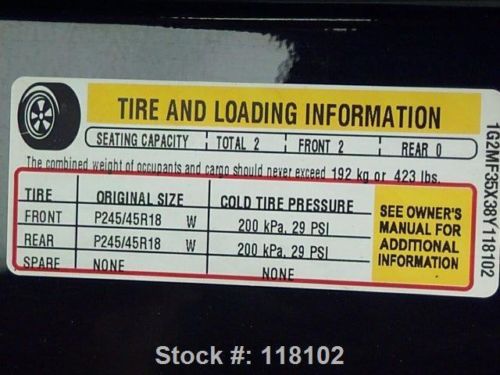 TIRE AND LOADING INFORMATION
SEATING CAPACITY TOTAL 2 FRONT 2 REAR 0
The combined weight of occupants and cargo should never exceed 192 kg or 423 lbs.
TIRE ORIGINAL SIZE COLD TIRE PRESSURE
FRONT P245/45R18 W 200 kPa, 29 PSI
REAR P245/45R18 W 200 kPa, 29 PSI
SPARE NONE NONE
SEE OWNER'S
MANUAL FOR
ADDITIONAL
INFORMATION
1G2MF35X38Y118102
Stock #: 118102